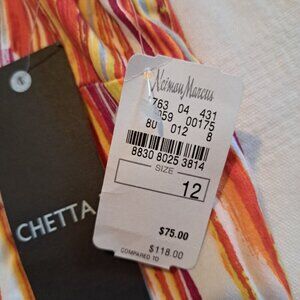 Neiman Marcus
763 04 431
059 00175
8U 012 8
8830 8025 3814
SIZE
12
$75.00
$118.00
COMPARED TO
CHETTA